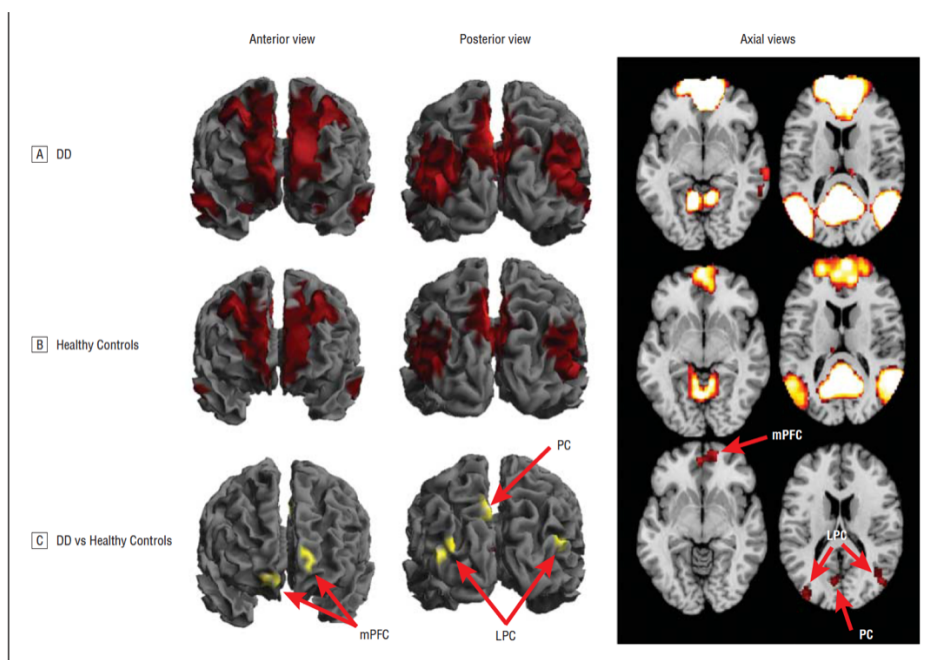 Anterior view
Posterior view
Axial views
A DD
B Healthy Controls
mPFC
PC
C DD vs Healthy Controls
LPC
mPFC
LPC
PC